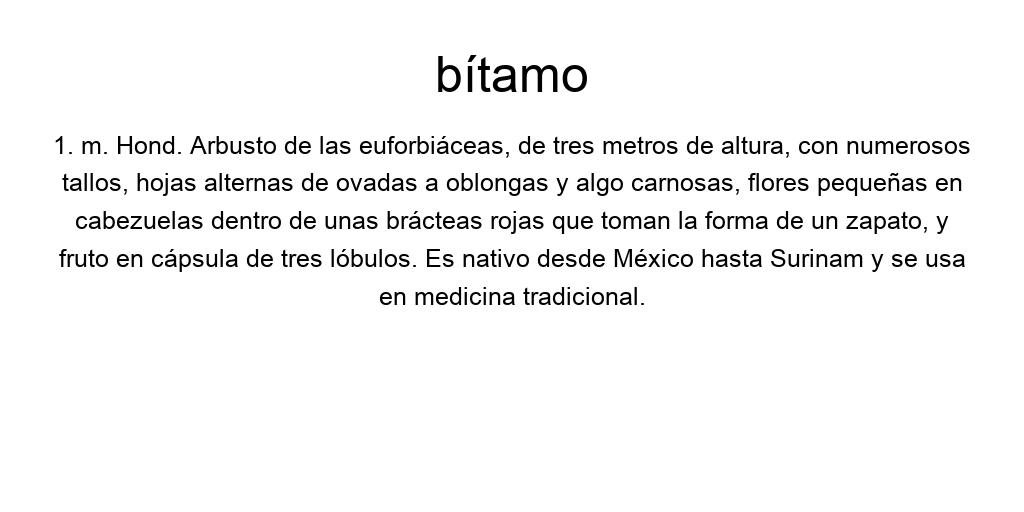 bítamo
1. m. Hond. Arbusto de las euforbiáceas, de tres metros de altura, con numerosos
tallos, hojas alternas de ovadas a oblongas y algo carnosas, flores pequeñas en
cabezuelas dentro de unas brácteas rojas que toman la forma de un zapato, y
fruto en cápsula de tres lóbulos. Es nativo desde México hasta Surinam y se usa
en medicina tradicional.